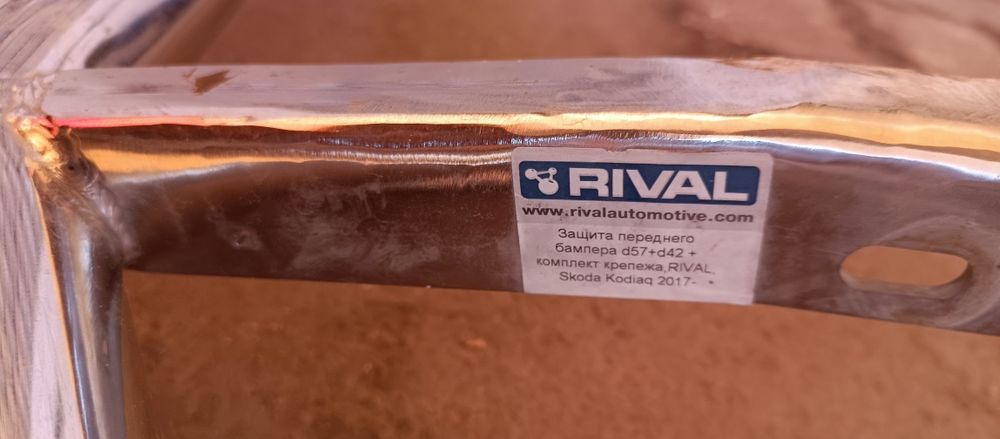 RIVAL
www.rivalautomotive.com
Защита переднего
бампера d57+d42 +
комплект крепежа,RIVAL,
Skoda Kodiaq 2017-